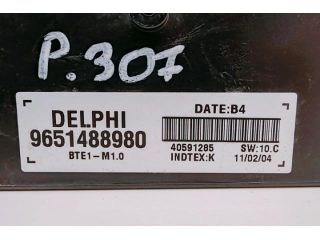 P.307
DELPHI
DATE:B4
9651488980
40591285 SW:10.C
BTE1-M1.0
INDTEX:K 11/02/04